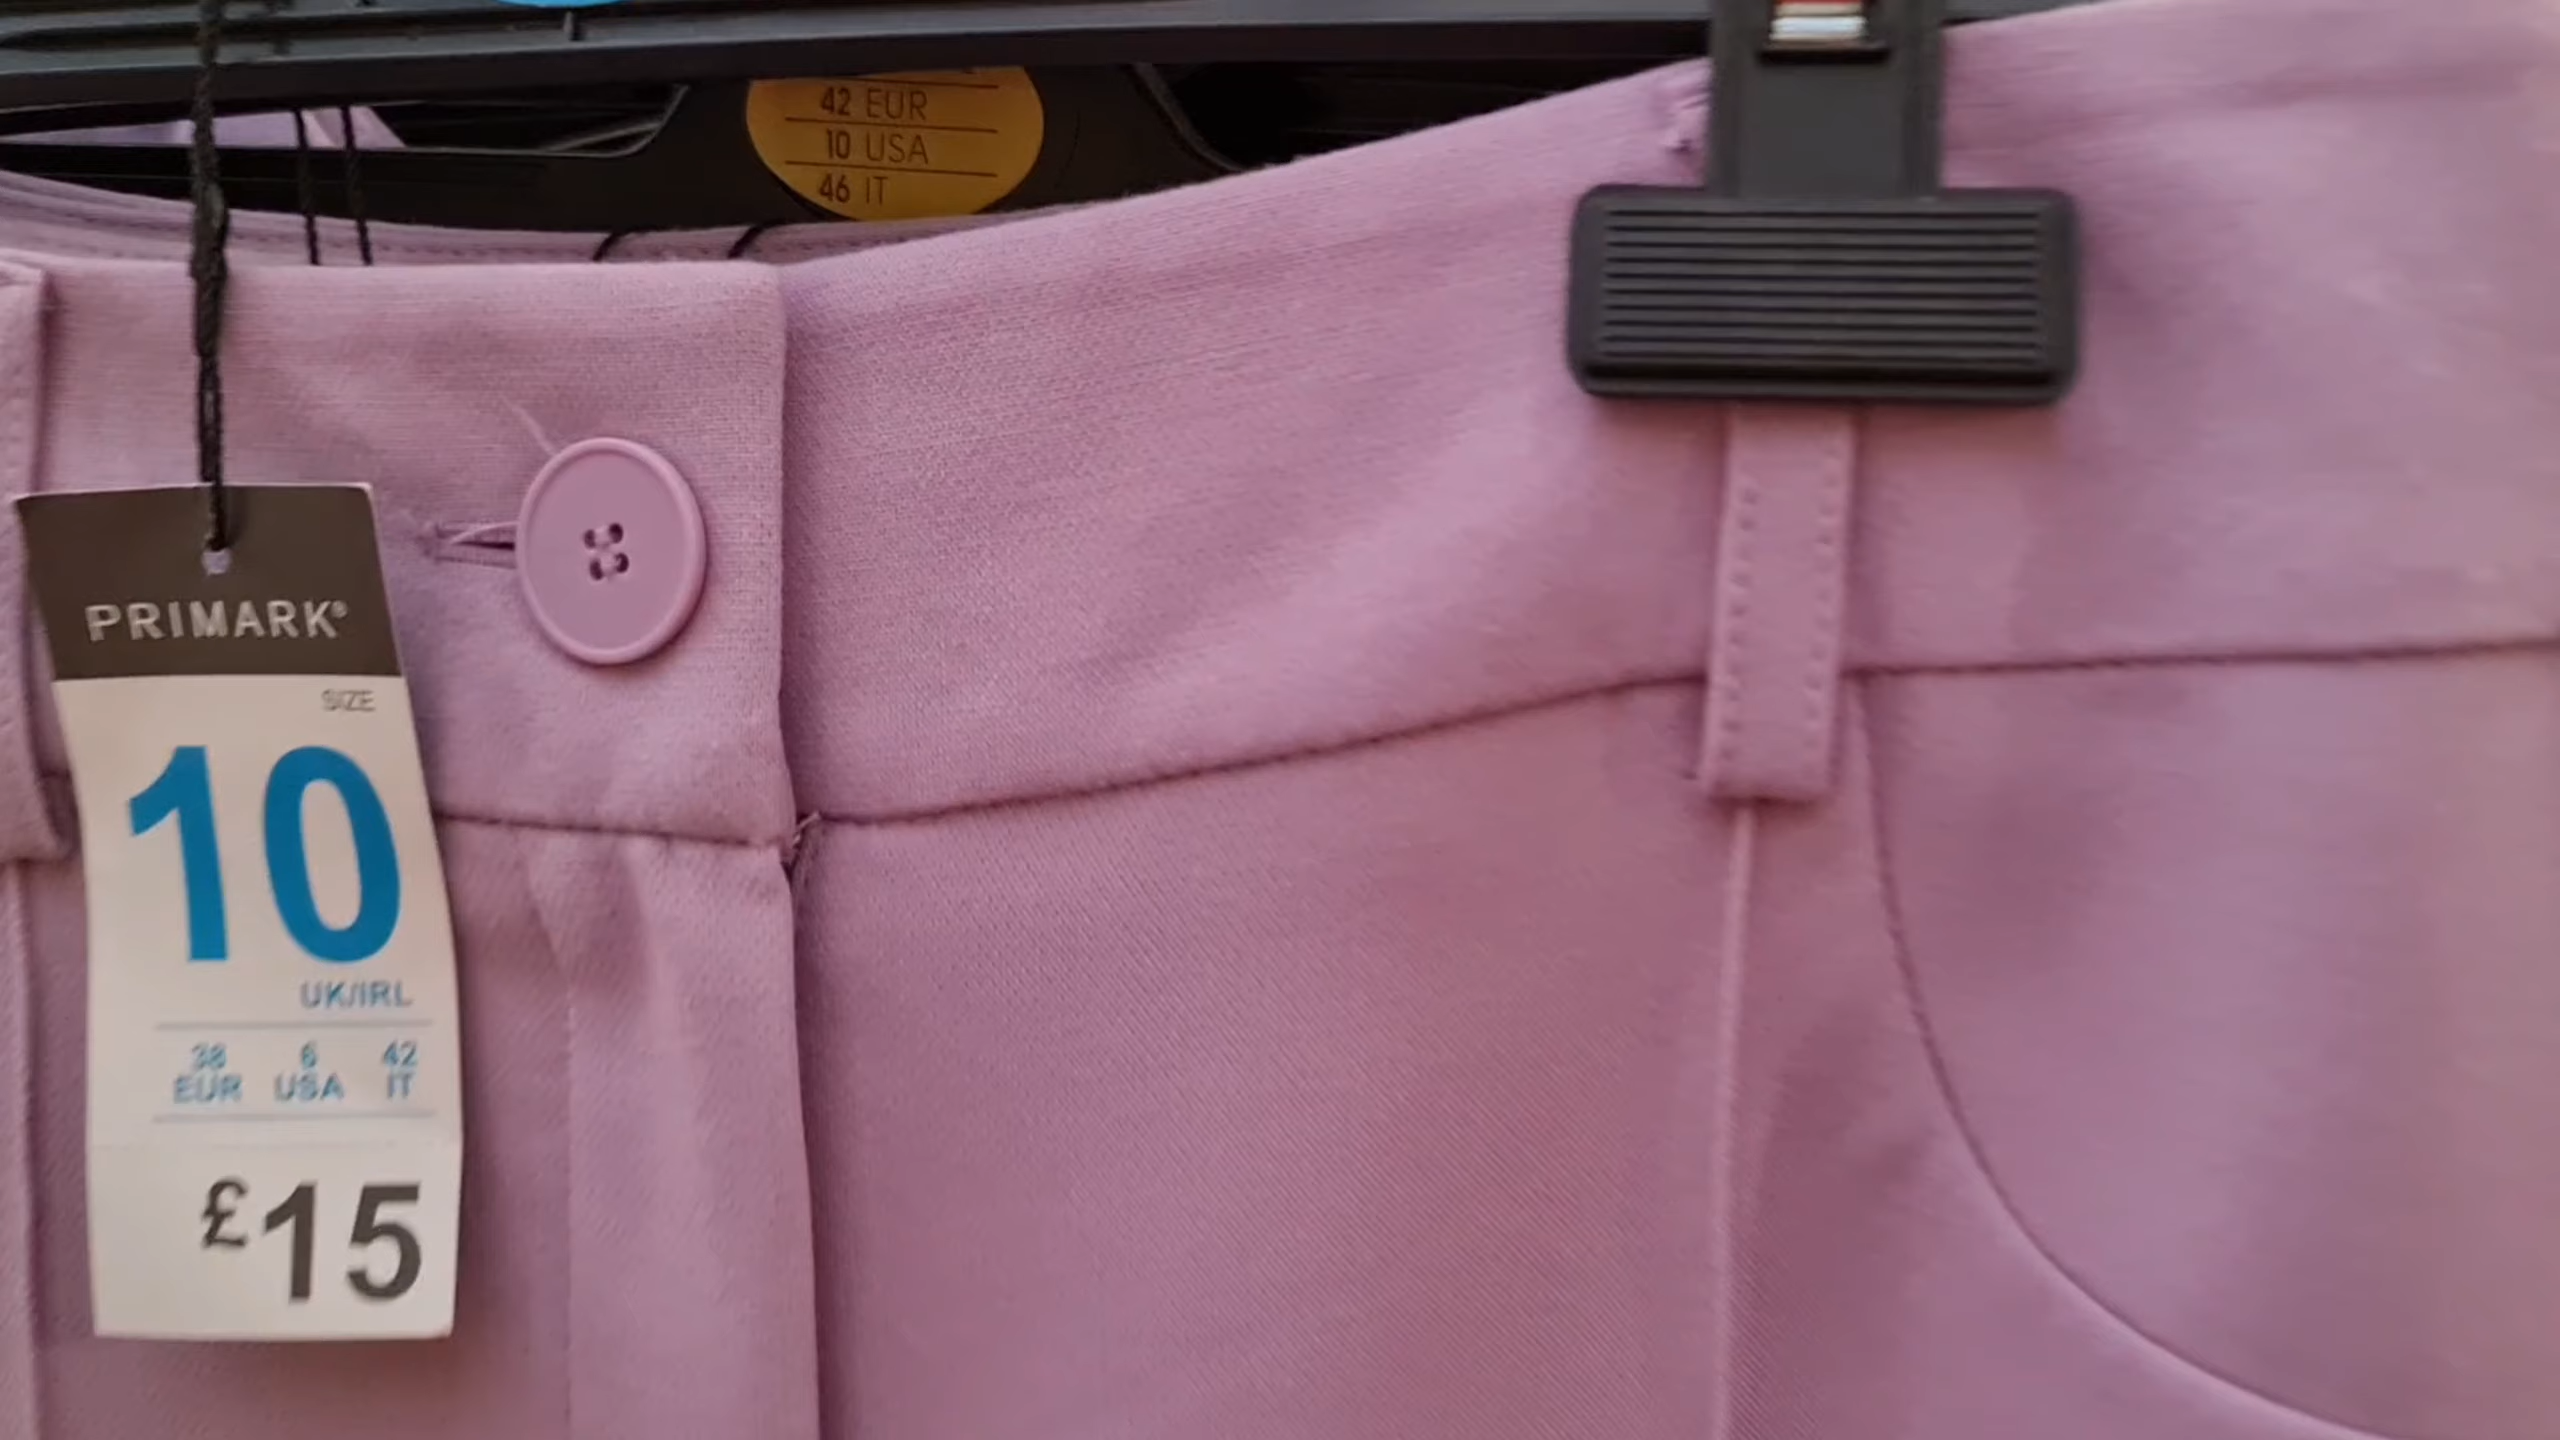 42 EUR
10 USA
46 IT
PRIMARK®
SIZE
10
UK/IRL
38 6 42
EUR USA IT
£15